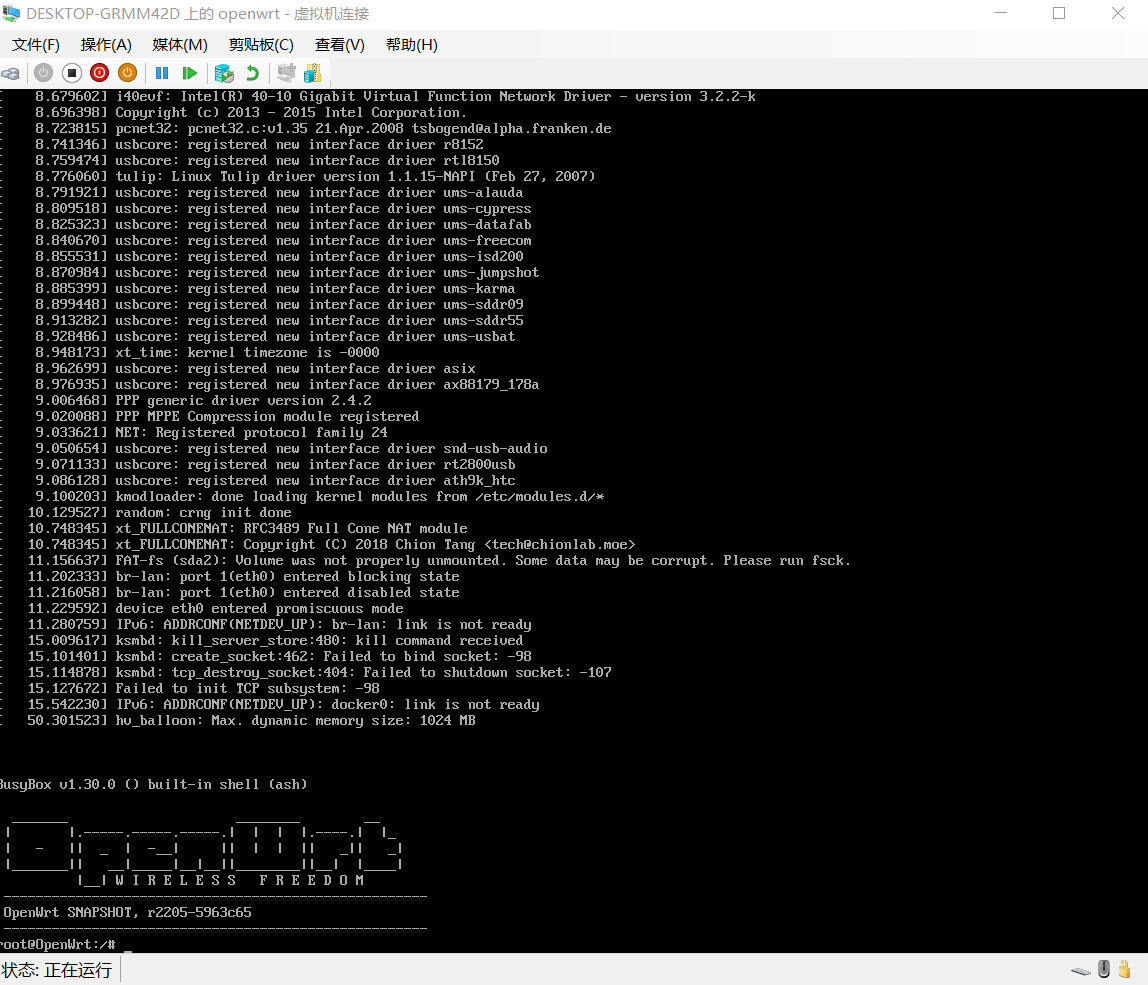 DESKTOP-GRMM42D 上的 openwrt - 虚拟机连接
文件(F) 操作(A) 媒体(M) 剪贴板(C) 查看(V) 帮助(H)
[    8.679602] i40evf: Intel(R) 40-10 Gigabit Virtual Function Network Driver - version 3.2.2-k
[    8.696398] Copyright (c) 2013 - 2015 Intel Corporation.
[    8.723815] pcnet32: pcnet32.c:v1.35 21.Apr.2008 tsbogend@alpha.franken.de
[    8.741346] usbcore: registered new interface driver r8152
[    8.759474] usbcore: registered new interface driver rtl8150
[    8.776060] tulip: Linux Tulip driver version 1.1.15-NAPI (Feb 27, 2007)
[    8.791921] usbcore: registered new interface driver ums-alauda
[    8.809518] usbcore: registered new interface driver ums-cypress
[    8.825323] usbcore: registered new interface driver ums-datafab
[    8.840670] usbcore: registered new interface driver ums-freecom
[    8.855531] usbcore: registered new interface driver ums-isd200
[    8.870984] usbcore: registered new interface driver ums-jumpshot
[    8.885399] usbcore: registered new interface driver ums-karma
[    8.899448] usbcore: registered new interface driver ums-sddr09
[    8.913282] usbcore: registered new interface driver ums-sddr55
[    8.928486] usbcore: registered new interface driver ums-usbat
[    8.948173] xt_time: kernel timezone is -0000
[    8.962699] usbcore: registered new interface driver asix
[    8.976935] usbcore: registered new interface driver ax88179_178a
[    9.006468] PPP generic driver version 2.4.2
[    9.020088] PPP MPPE Compression module registered
[    9.033621] NET: Registered protocol family 24
[    9.050654] usbcore: registered new interface driver snd-usb-audio
[    9.071133] usbcore: registered new interface driver rt2800usb
[    9.086128] usbcore: registered new interface driver ath9k_htc
[    9.100203] kmodloader: done loading kernel modules from /etc/modules.d/*
[   10.129527] random: crng init done
[   10.748345] xt_FULLCONENAT: RFC3489 Full Cone NAT module
[   10.748345] xt_FULLCONENAT: Copyright (C) 2018 Chion Tang <tech@chionlab.moe>
[   11.156637] FAT-fs (sda2): Volume was not properly unmounted. Some data may be corrupt. Please run fsck.
[   11.202333] br-lan: port 1(eth0) entered blocking state
[   11.216058] br-lan: port 1(eth0) entered disabled state
[   11.229592] device eth0 entered promiscuous mode
[   11.280759] IPv6: ADDRCONF(NETDEV_UP): br-lan: link is not ready
[   15.009617] ksmbd: kill_server_store:480: kill command received
[   15.101401] ksmbd: create_socket:462: Failed to bind socket: -98
[   15.114878] ksmbd: tcp_destroy_socket:404: Failed to shutdown socket: -107
[   15.127672] Failed to init TCP subsystem: -98
[   15.542230] IPv6: ADDRCONF(NETDEV_UP): docker0: link is not ready
[   50.301523] hv_balloon: Max. dynamic memory size: 1024 MB
BusyBox v1.30.0 () built-in shell (ash)
OpenWrt
W I R E L E S S   F R E E D O M
OpenWrt SNAPSHOT, r2205-5963c65
root@OpenWrt:/# _
状态: 正在运行